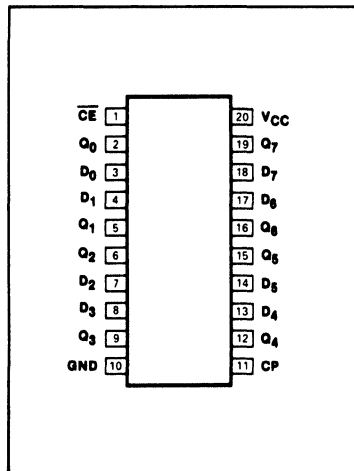 CE 1 20 VCC
Q0 2 19 Q7
D0 3 18 D7
D1 4 17 D6
Q1 5 16 Q6
Q2 6 15 Q5
D2 7 14 D5
D3 8 13 D4
Q3 9 12 Q4
GND 10 11 CP